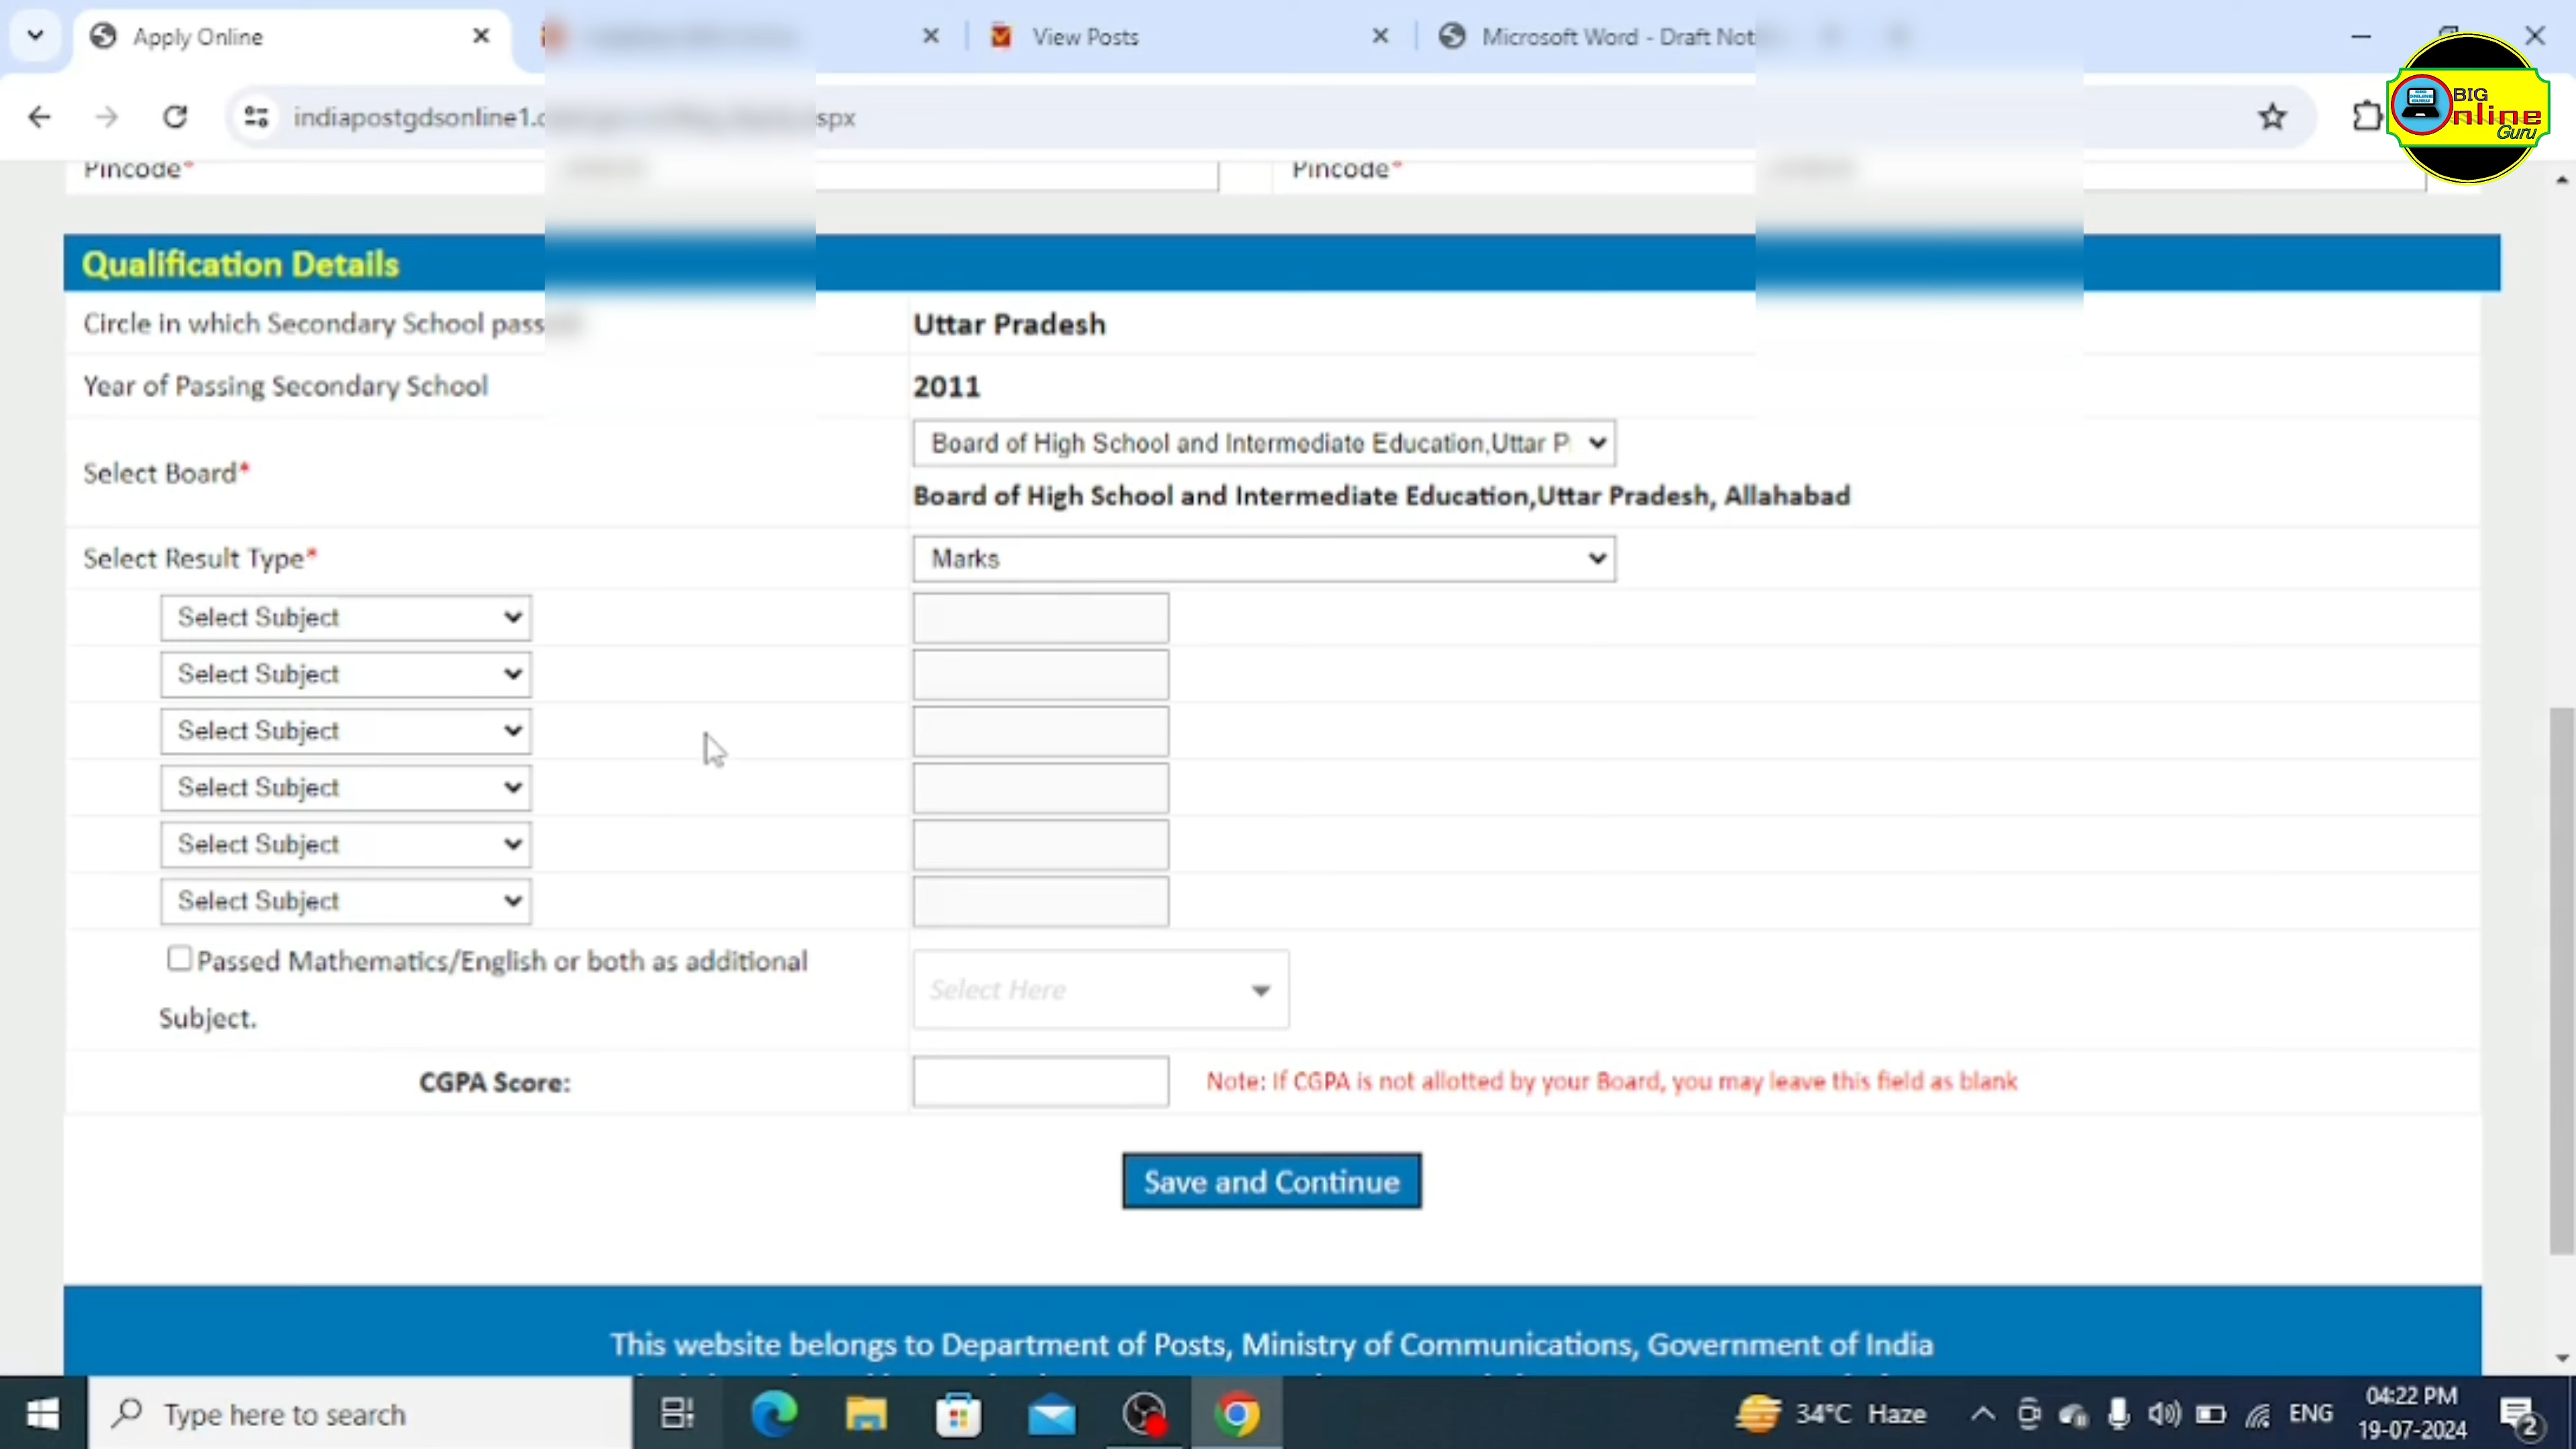 Apply Online
View Posts
Microsoft Word - Draft Not
indiapostgdsonline1. spx
BIG
Online
Guru
Pincode* Pincode*
Qualification Details
Circle in which Secondary School pass Uttar Pradesh
Year of Passing Secondary School 2011
Select Board* Board of High School and Intermediate Education,Uttar P
Board of High School and Intermediate Education,Uttar Pradesh, Allahabad
Select Result Type* Marks
Select Subject
Select Subject
Select Subject
Select Subject
Select Subject
Select Subject
Passed Mathematics/English or both as additional
Subject.
Select Here
CGPA Score: Note: If CGPA is not allotted by your Board, you may leave this field as blank
Save and Continue
This website belongs to Department of Posts, Ministry of Communications, Government of India
Type here to search
34°C Haze
ENG
04:22 PM
19-07-2024
2